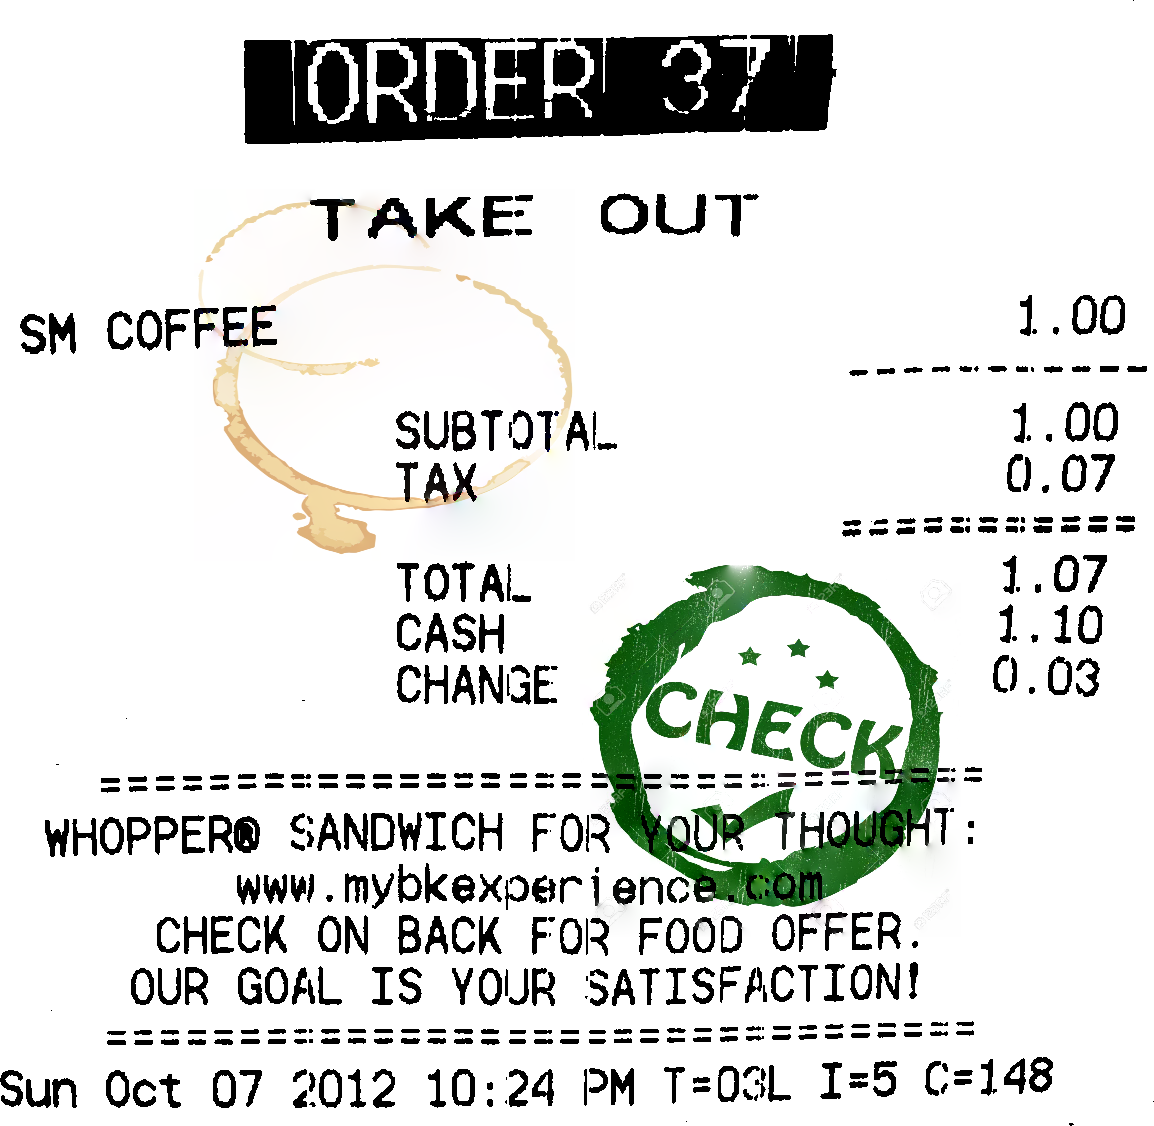 ORDER 37
TAKE OUT
SM COFFEE 1.00
SUBTOTAL 1.00
TAX 0.07
TOTAL 1.07
CASH 1.10
CHANGE 0.03
CHECK
WHOPPER® SANDWICH FOR YOUR THOUGHT:
www.mybkexperience.com
CHECK ON BACK FOR FOOD OFFER.
OUR GOAL IS YOUR SATISFACTION!
Sun Oct 07 2012 10:24 PM T=03L I=5 C=148